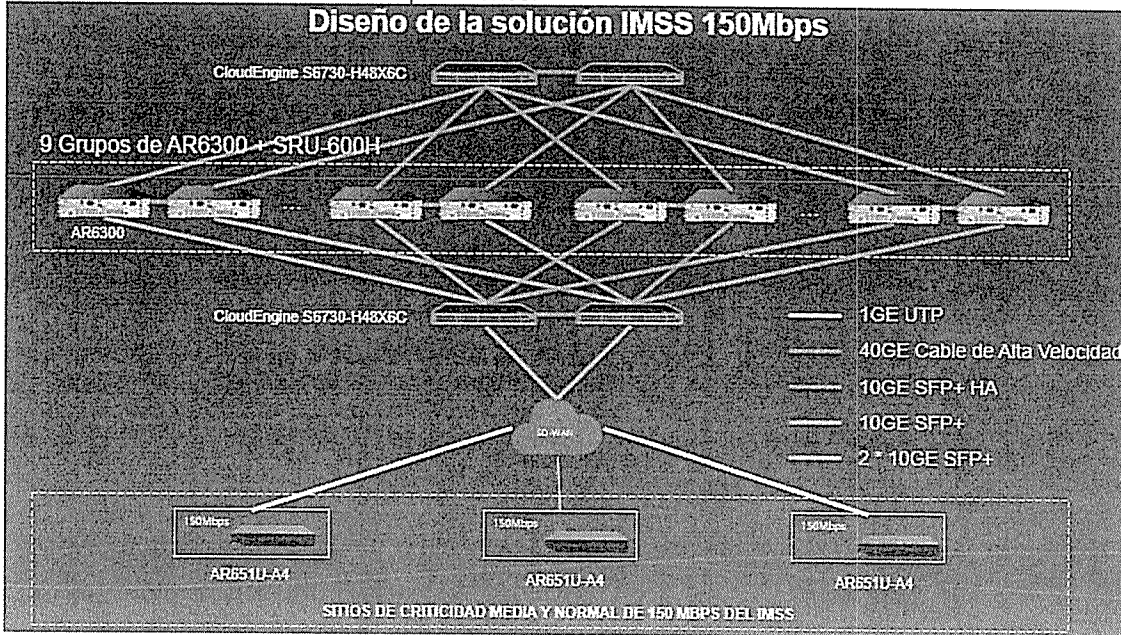 Diseño de la solución IMSS 150Mbps
CloudEngine S6730-H48X6C
9 Grupos de AR6300 + SRU-600H
...
...
AR6300
CloudEngine S6730-H48X6C
1GE UTP
40GE Cable de Alta Velocidad
10GE SFP+ HA
10GE SFP+
2 * 10GE SFP+
SD-WAN
150Mbps
150Mbps
150Mbps
AR651U-A4
AR651U-A4
AR651U-A4
SITIOS DE CRITICIDAD MEDIA Y NORMAL DE 150 MBPS DEL IMSS